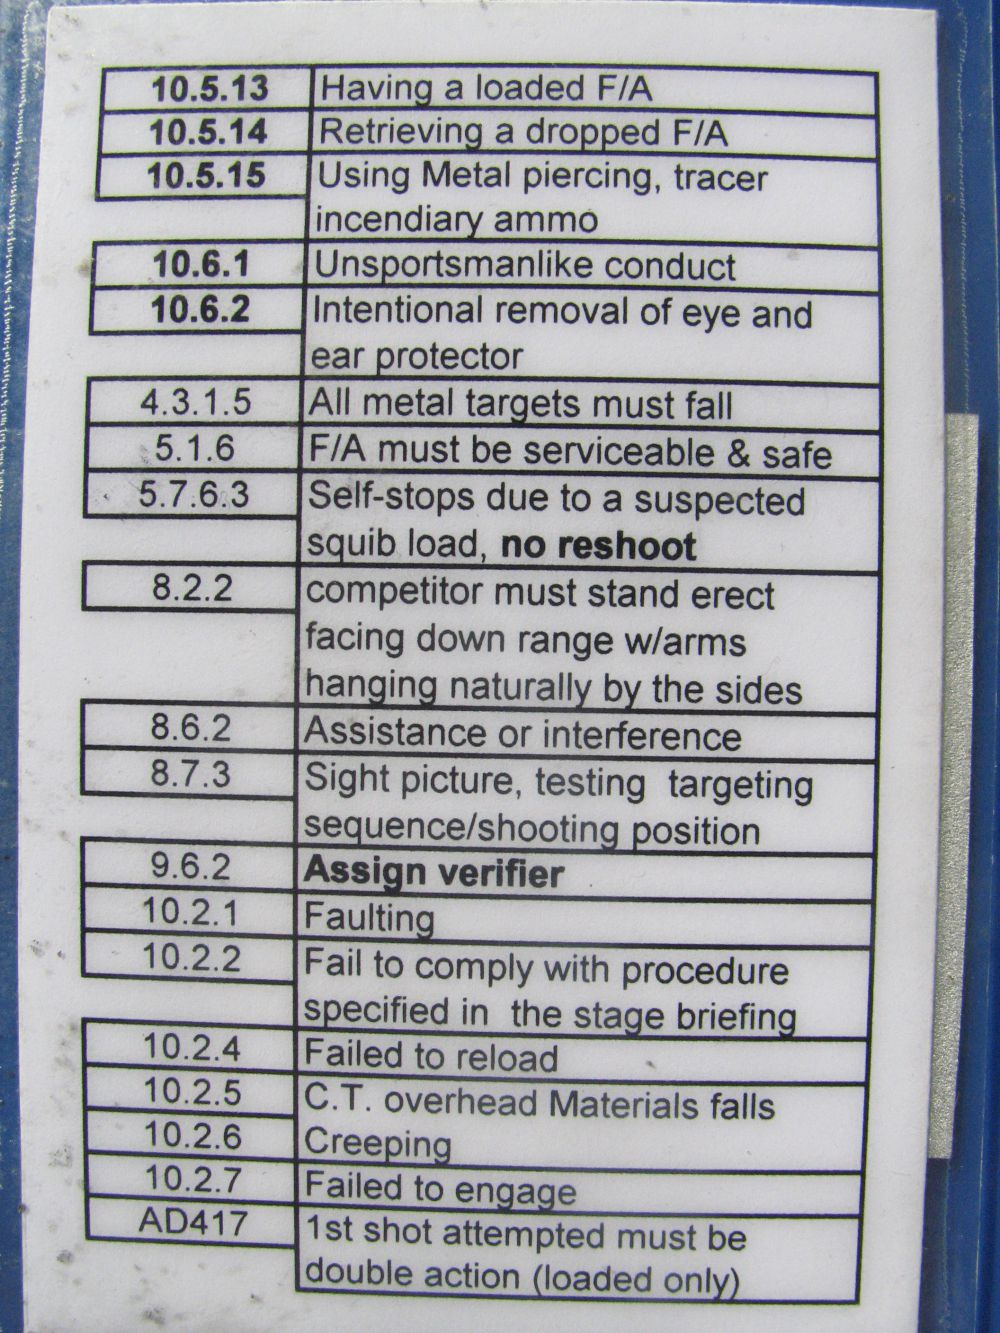 10.5.13 Having a loaded F/A
10.5.14 Retrieving a dropped F/A
10.5.15 Using Metal piercing, tracer
incendiary ammo
10.6.1 Unsportsmanlike conduct
10.6.2 Intentional removal of eye and
ear protector
4.3.1.5 All metal targets must fall
5.1.6 F/A must be serviceable & safe
5.7.6.3 Self-stops due to a suspected
squib load, no reshoot
8.2.2 competitor must stand erect
facing down range w/arms
hanging naturally by the sides
8.6.2 Assistance or interference
8.7.3 Sight picture, testing targeting
sequence/shooting position
9.6.2 Assign verifier
10.2.1 Faulting
10.2.2 Fail to comply with procedure
specified in the stage briefing
10.2.4 Failed to reload
10.2.5 C.T. overhead Materials falls
10.2.6 Creeping
10.2.7 Failed to engage
AD417 1st shot attempted must be
double action (loaded only)